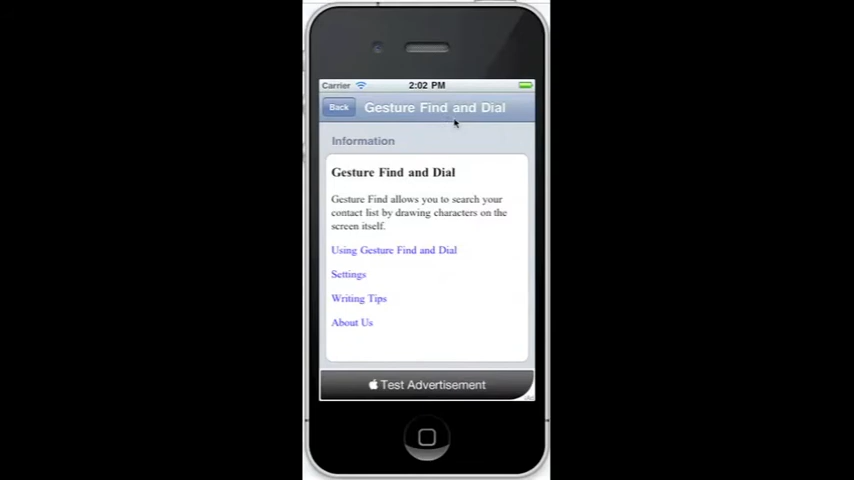 Carrier 2:02 PM
Back Gesture Find and Dial
Information
Gesture Find and Dial
Gesture Find allows you to search your
contact list by drawing characters on the
screen itself.
Using Gesture Find and Dial
Settings
Writing Tips
About Us
Test Advertisement